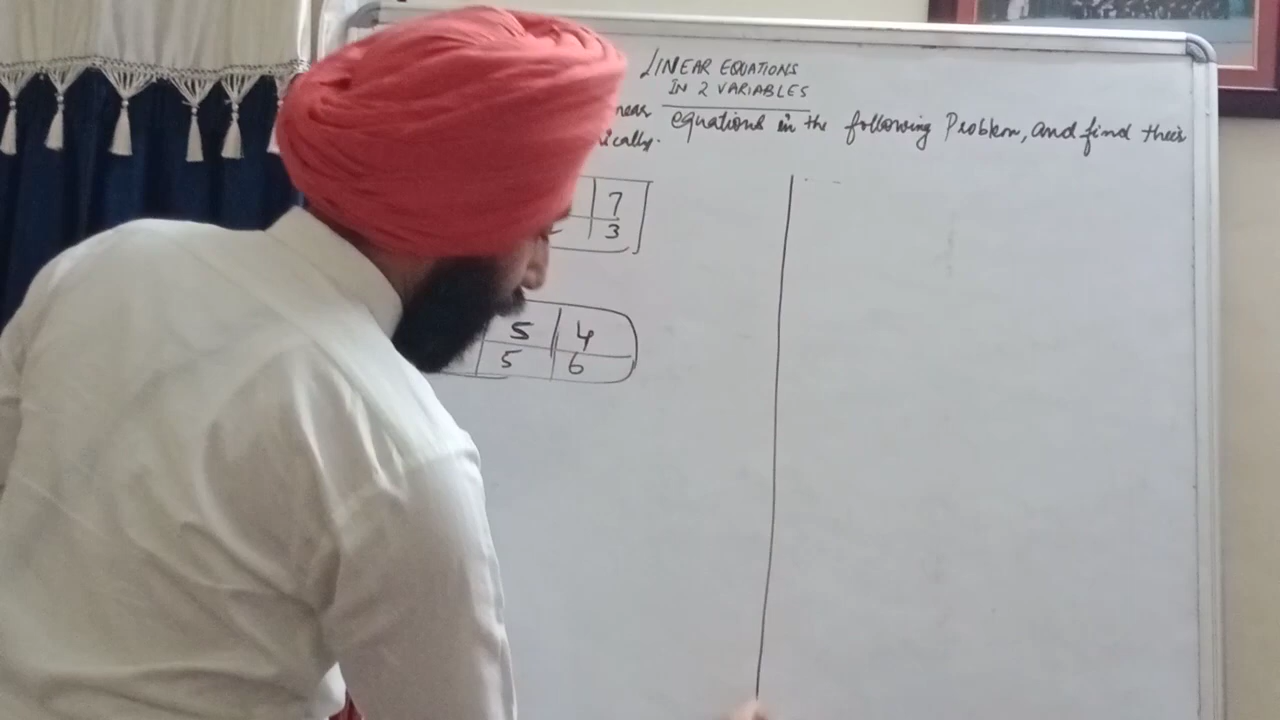 LINEAR EQUATIONS
IN 2 VARIABLES
near equations in the following Problem, and find their
ically.
7
3
5 4
5 6